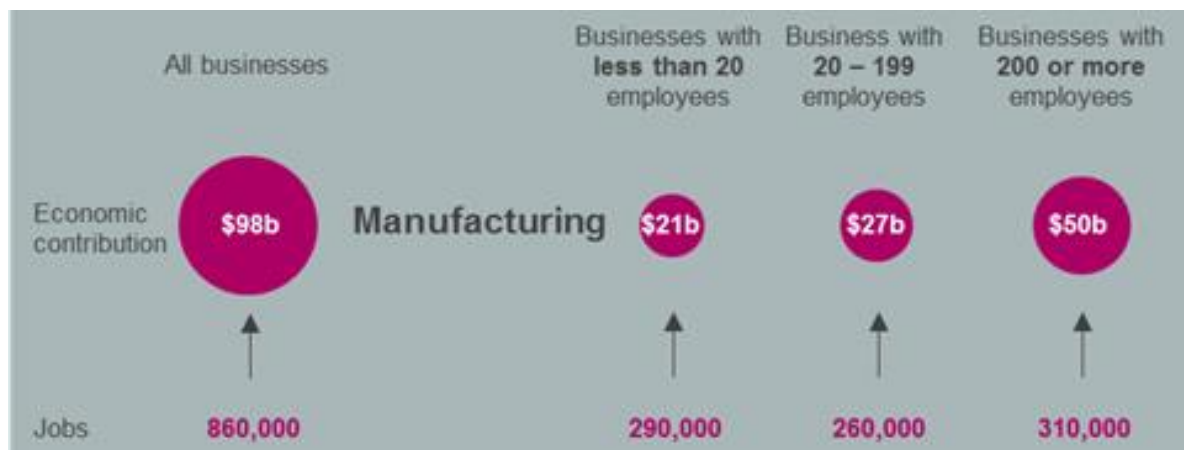 All businesses
Businesses with
less than 20
employees
Business with
20 – 199
employees
Businesses with
200 or more
employees
Economic
contribution
$98b
Manufacturing
$21b
$27b
$50b
Jobs
860,000
290,000
260,000
310,000